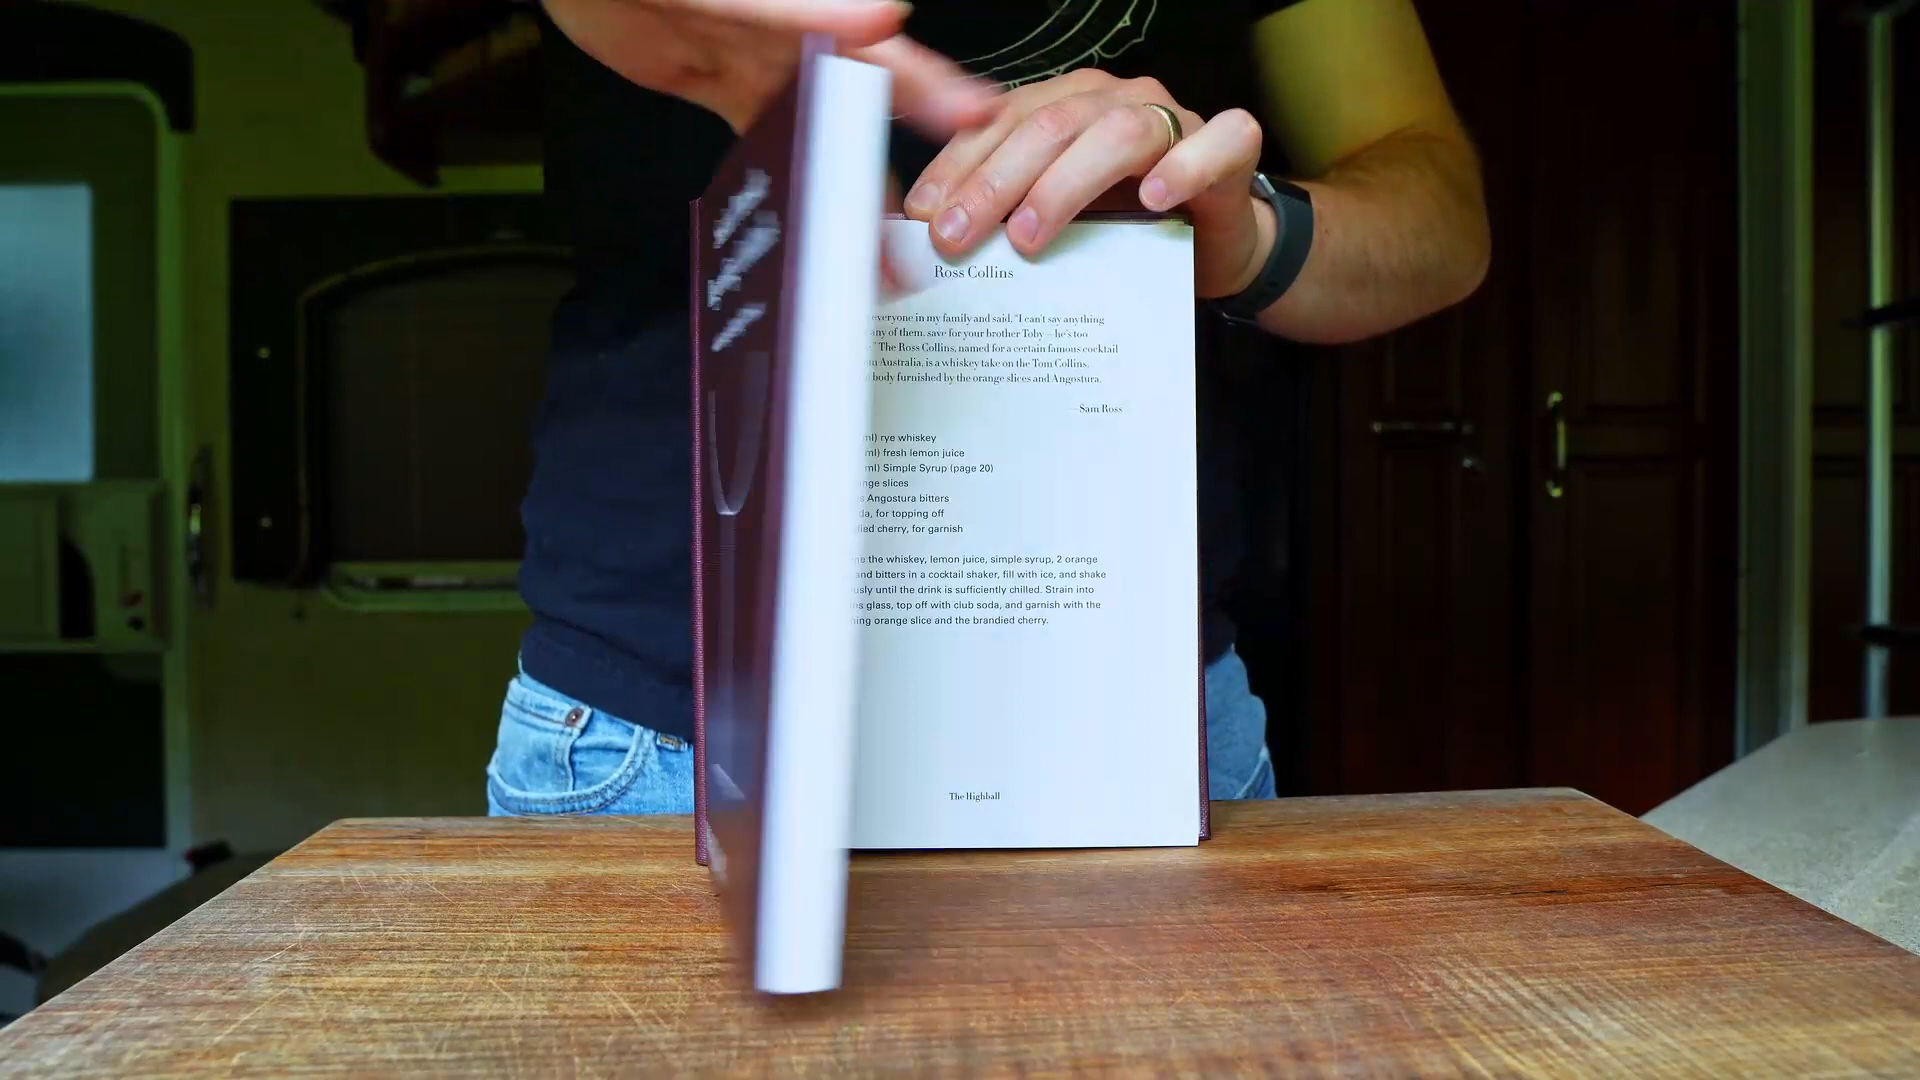 Ross Collins
everyone in my family and said, "I can't say anything
any of them, save for your brother Toby—he's too
" The Ross Collins, named for a certain famous cocktail
Australia, is a whiskey take on the Tom Collins,
body furnished by the orange slices and Angostura.
—Sam Ross
ml) rye whiskey
ml) fresh lemon juice
ml) Simple Syrup (page 20)
slices
Angostura bitters
for topping off
cherry, for garnish
the whiskey, lemon juice, simple syrup, 2 orange
and bitters in a cocktail shaker, fill with ice, and shake
until the drink is sufficiently chilled. Strain into
glass, top off with club soda, and garnish with the
orange slice and the brandied cherry.
The Highball